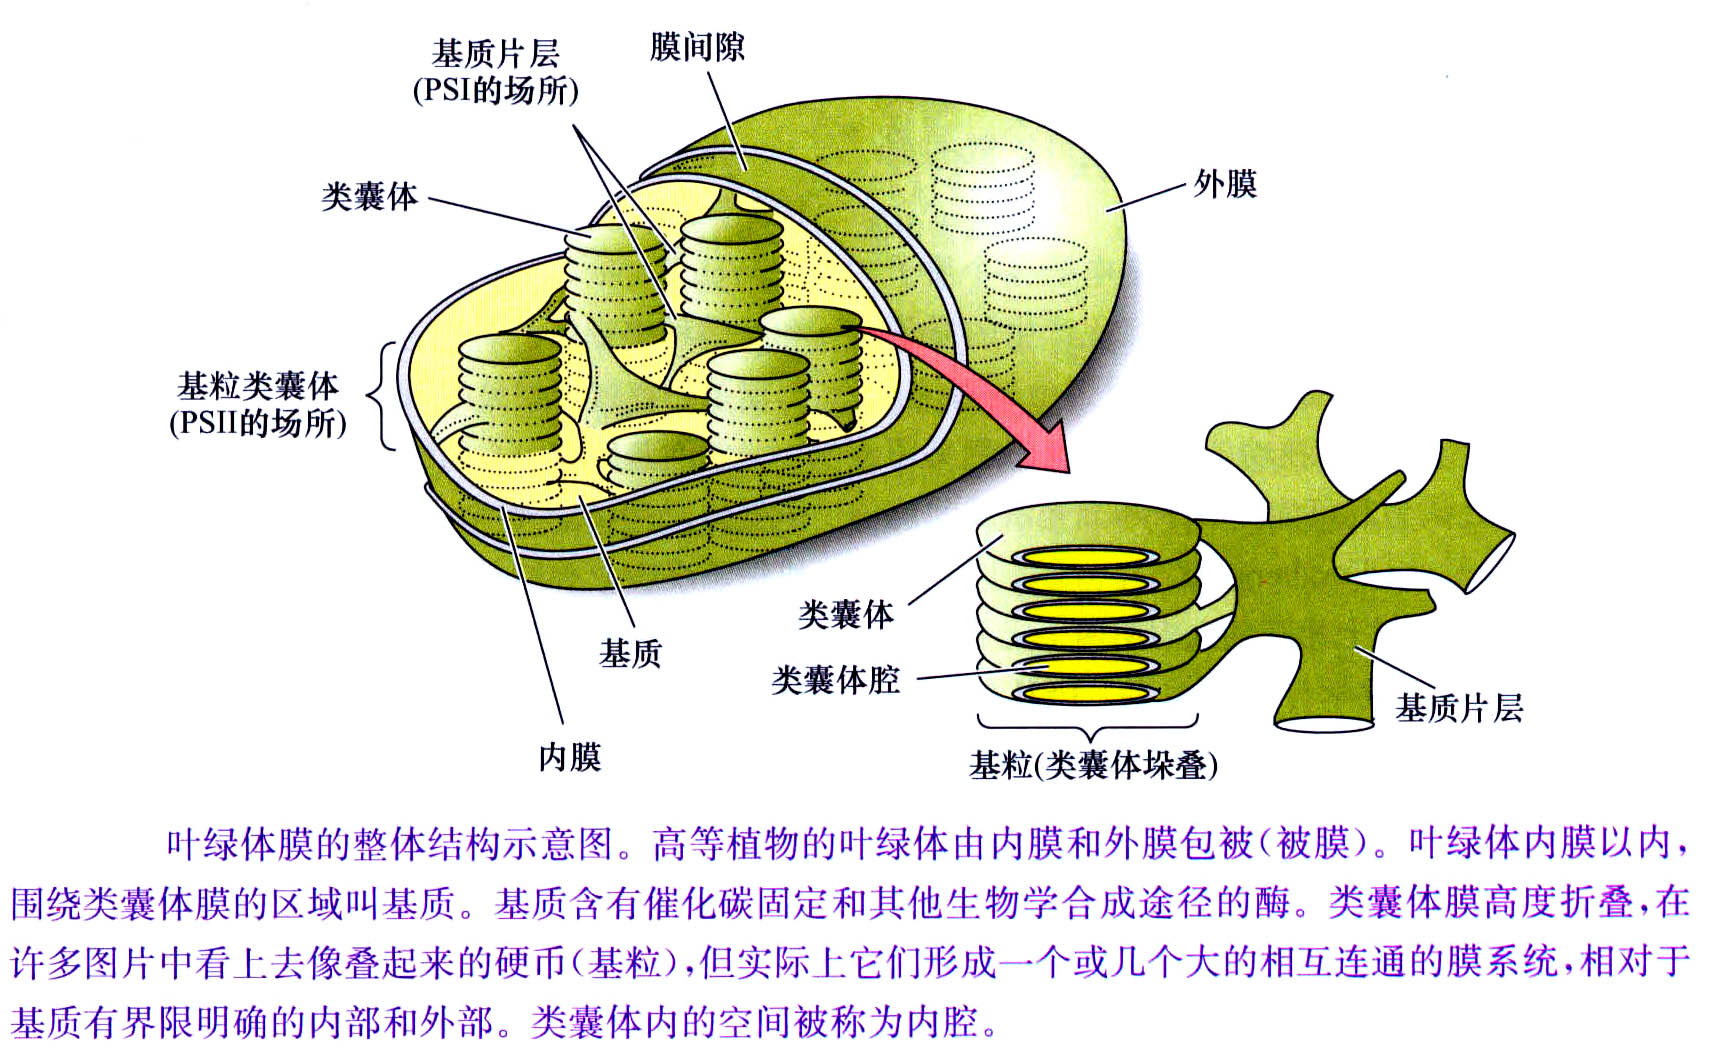 基质片层
(PSI的场所)
膜间隙
类囊体
外膜
基粒类囊体
(PSII的场所)
类囊体
基质
类囊体腔
基质片层
内膜
基粒(类囊体垛叠)
叶绿体膜的整体结构示意图。高等植物的叶绿体由内膜和外膜包被(被膜)。叶绿体内膜以内,
围绕类囊体膜的区域叫基质。基质含有催化碳固定和其他生物学合成途径的酶。类囊体膜高度折叠,在
许多图片中看上去像叠起来的硬币(基粒),但实际上它们形成一个或几个大的相互连通的膜系统,相对于
基质有界限明确的内部和外部。类囊体内的空间被称为内腔。